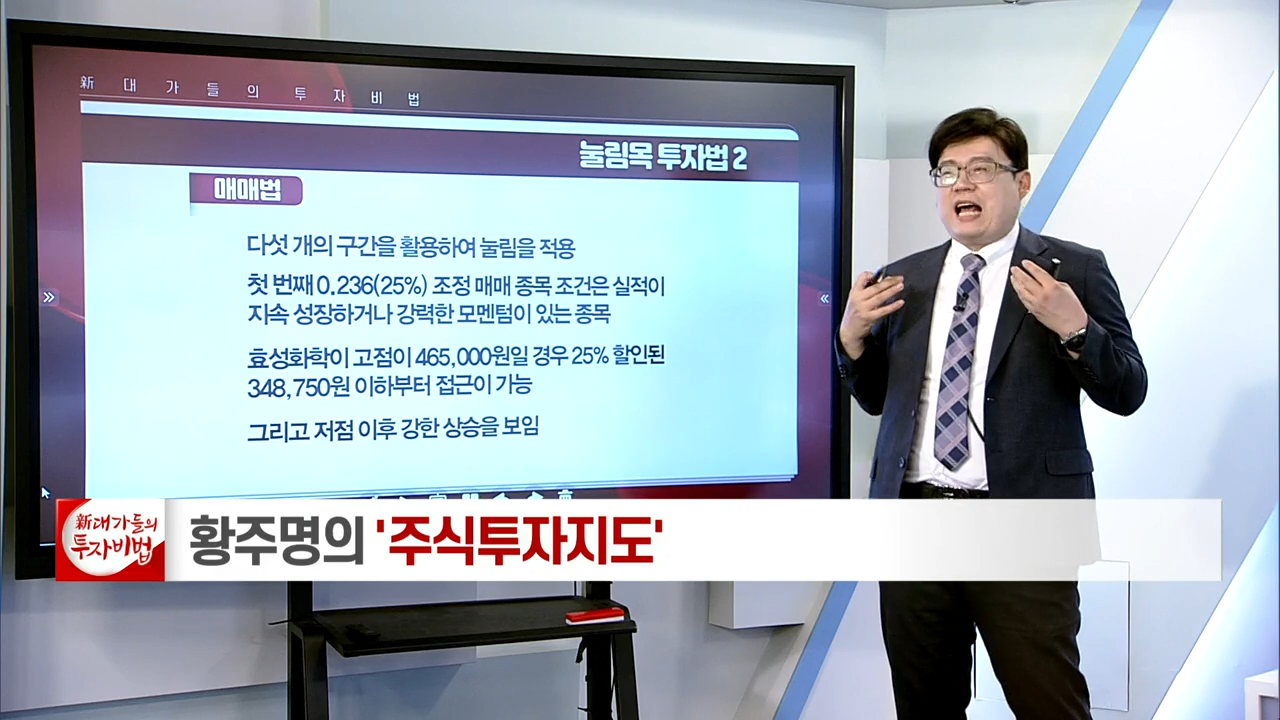 新 대 가 들 의 투 자 비 법
눌림목 투자법 2
매매법
다섯 개의 구간을 활용하여 눌림을 적용
첫 번째 0.236(25%) 조정 매매 종목 조건은 실적이
지속 성장하거나 강력한 모멘텀이 있는 종목
효성화학이 고점이 465,000원일 경우 25% 할인된
348,750원 이하부터 접근이 가능
그리고 저점 이후 강한 상승을 보임
新대가들의
투자비법
황주명의 '주식투자지도'